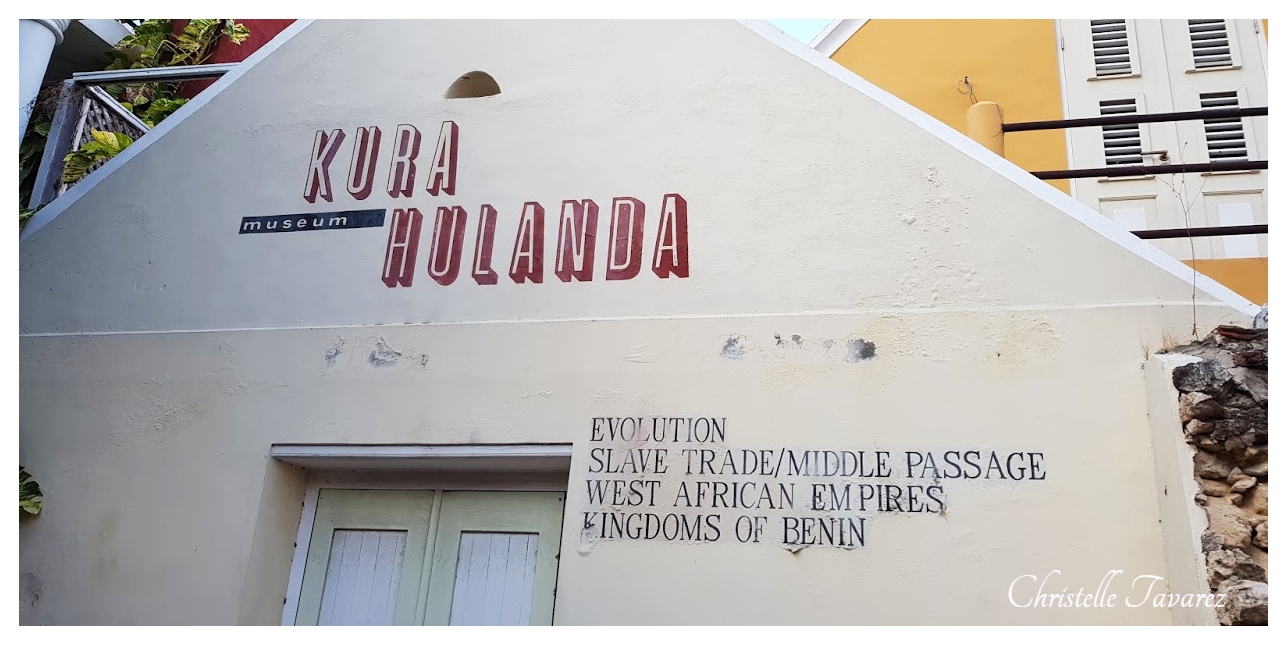 KURA
museum
HULANDA
EVOLUTION
SLAVE TRADE/MIDDLE PASSAGE
WEST AFRICAN EMPIRES
KINGDOMS OF BENIN
Christelle Tavarez